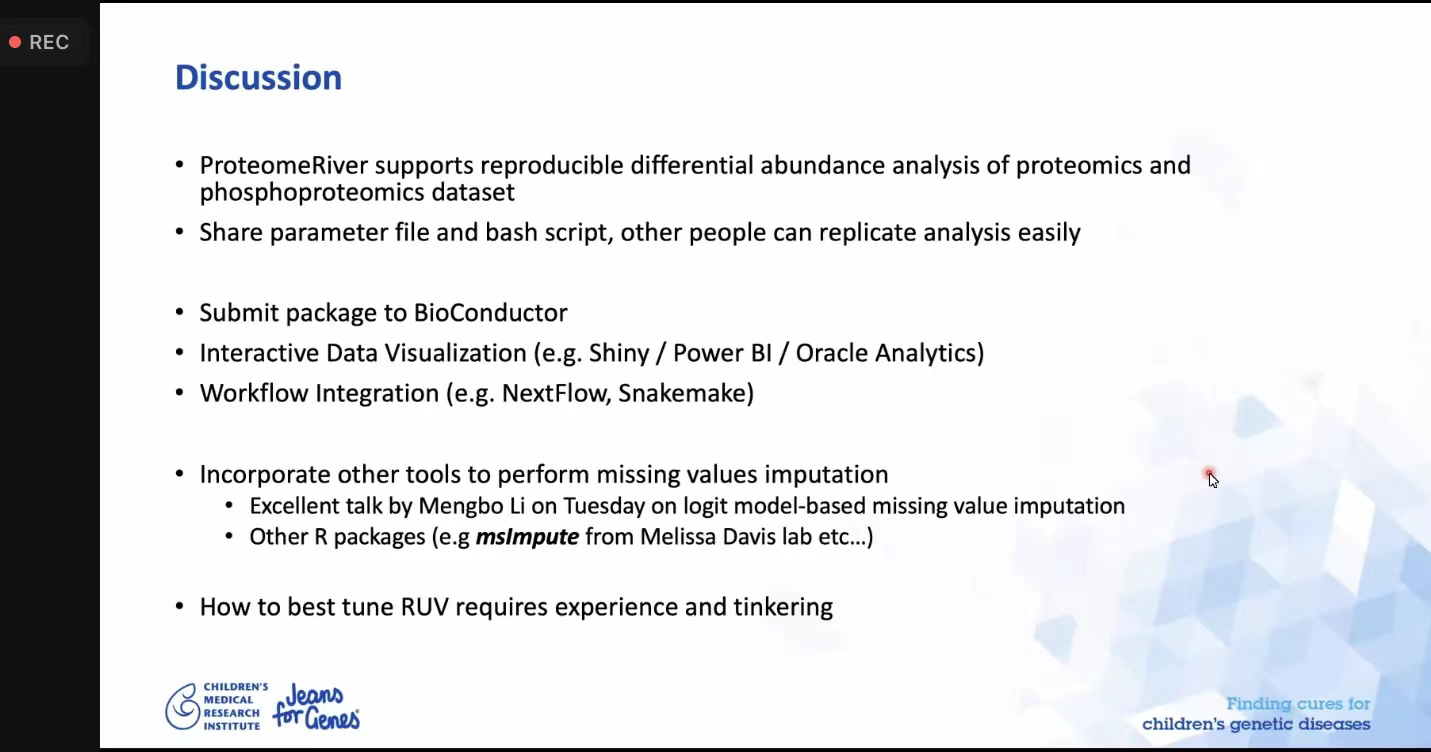 REC
Discussion
• ProteomeRiver supports reproducible differential abundance analysis of proteomics and
phosphoproteomics dataset
• Share parameter file and bash script, other people can replicate analysis easily
• Submit package to BioConductor
• Interactive Data Visualization (e.g. Shiny / Power BI / Oracle Analytics)
• Workflow Integration (e.g. NextFlow, Snakemake)
• Incorporate other tools to perform missing values imputation
• Excellent talk by Mengbo Li on Tuesday on logit model-based missing value imputation
• Other R packages (e.g msImpute from Melissa Davis lab etc...)
• How to best tune RUV requires experience and tinkering
CHILDREN'S
MEDICAL
RESEARCH
INSTITUTE
Jeans
for Genes
Finding cures for
children's genetic diseases